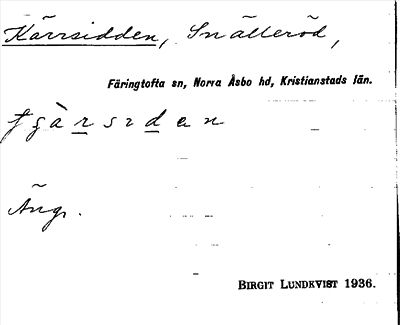 Kärrsidden, Snälleröd,
Färingtofta sn, Norra Åsbo hd, Kristianstads län.
Äng.
BIRGIT LUNDKVIST 1936.